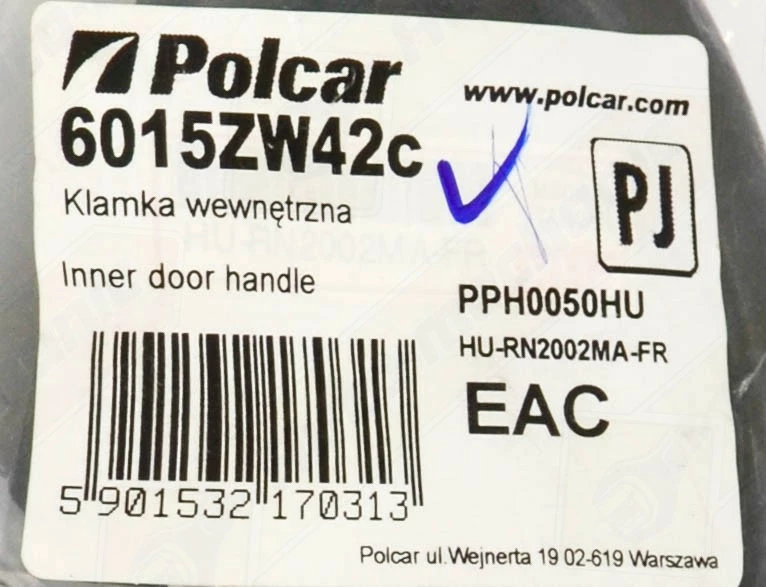 Polcar
www.polcar.com
6015ZW42c
PJ
Klamka wewnętrzna
HU-RN2002MA-FR
Inner door handle
PPH0050HU
HU-RN2002MA-FR
EAC
5 901532 170313
Polcar ul.Wejnerta 19 02-619 Warszawa